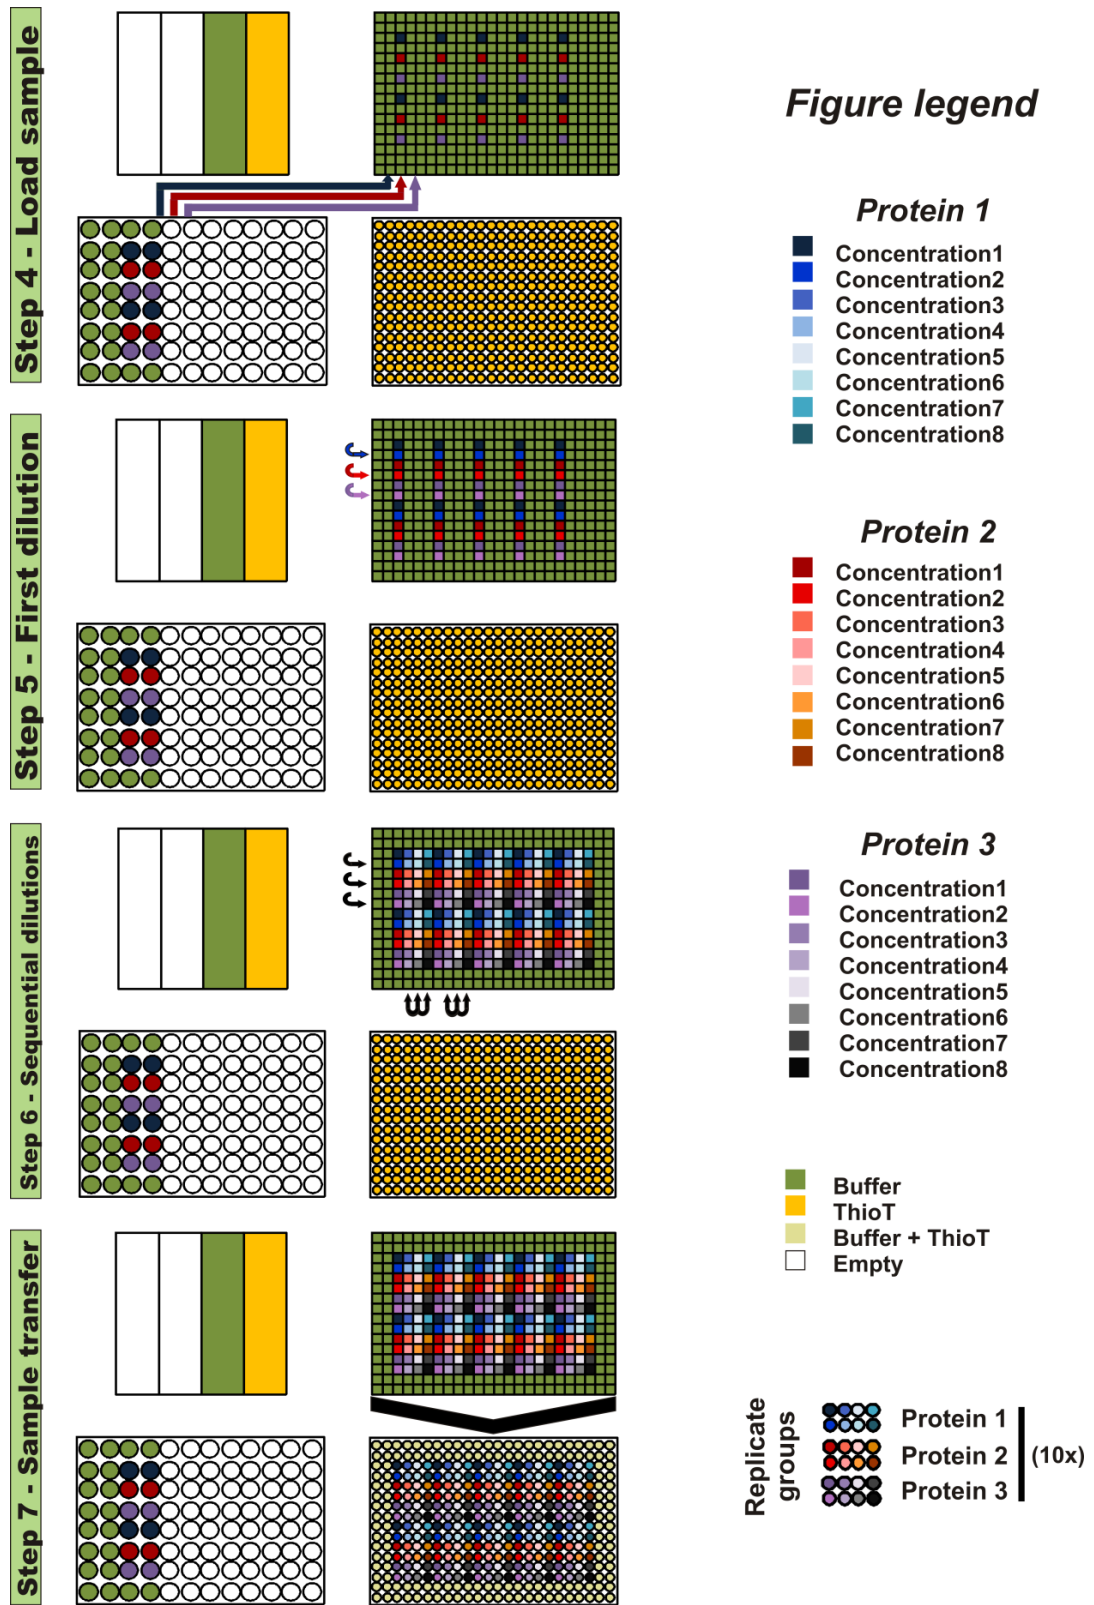 Step 4 - Load sample
Step 5 - First dilution
Step 6 - Sequential dilutions
Step 7 - Sample transfer
Figure legend
Protein 1
Concentration1
Concentration2
Concentration3
Concentration4
Concentration5
Concentration6
Concentration7
Concentration8
Protein 2
Concentration1
Concentration2
Concentration3
Concentration4
Concentration5
Concentration6
Concentration7
Concentration8
Protein 3
Concentration1
Concentration2
Concentration3
Concentration4
Concentration5
Concentration6
Concentration7
Concentration8
Buffer
ThioT
Buffer + ThioT
Empty
Replicate
groups
Protein 1
Protein 2
Protein 3
(10x)